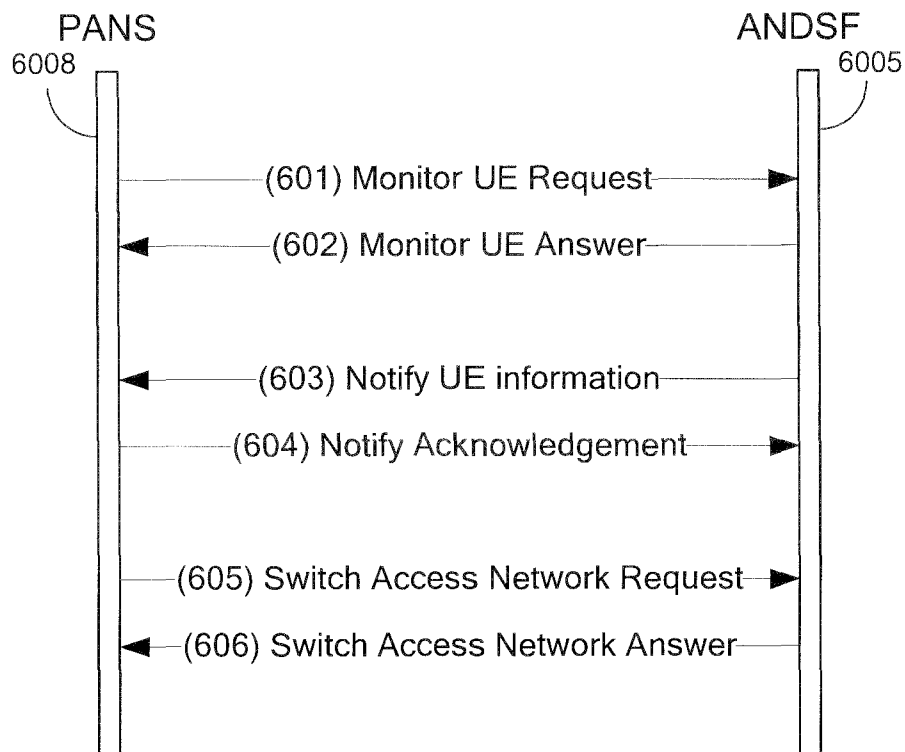 PANS
ANDSF
6008
6005
(601) Monitor UE Request
(602) Monitor UE Answer
(603) Notify UE information
(604) Notify Acknowledgement
(605) Switch Access Network Request
(606) Switch Access Network Answer